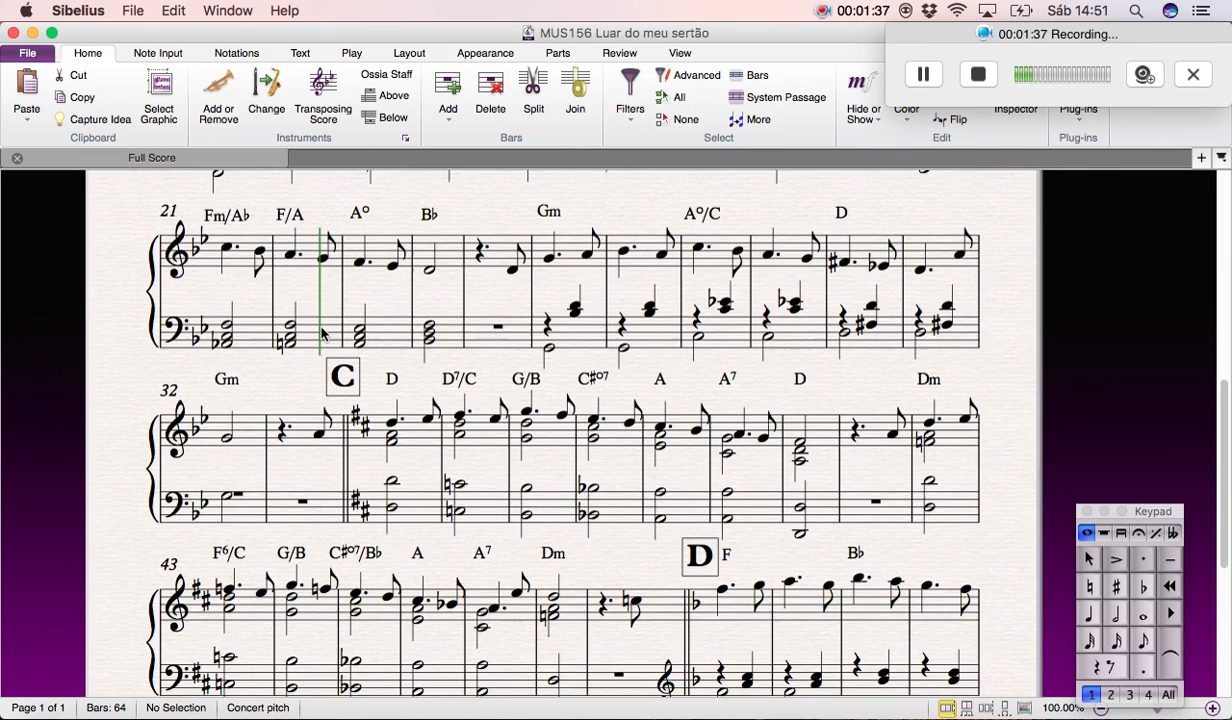 Sibelius File Edit Window Help 00:01:37 Sáb 14:51
MUS156 Luar do meu sertão
00:01:37 Recording...
File Home Note Input Notations Text Play Layout Appearance Parts Review View
Paste
Cut
Copy
Capture Idea
Select Graphic
Clipboard
Add or Remove
Change
Transposing Score
Ossia Staff
Above
Below
Instruments
Add
Delete
Split
Join
Bars
Filters
Advanced
All
None
Bars
System Passage
More
Select
Hide or Show
Color
Flip
Edit
Inspector
Plug-ins
Plug-ins
Full Score
21 Fm/A♭ F/A A° B♭ Gm A°/C D
C
32 Gm D D7/C G/B C♯°7 A A7 D Dm
D
43 F6/C G/B C♯°7/B♭ A A7 Dm F B♭
Keypad
1 2 3 4 All
Page 1 of 1 Bars: 64 No Selection Concert pitch 100.00%